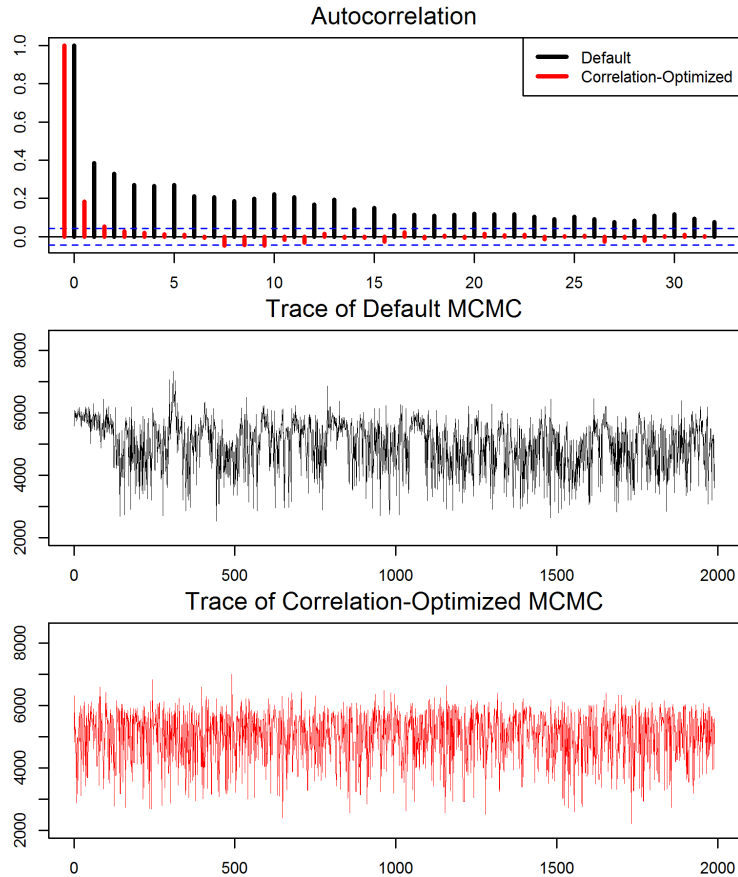 Autocorrelation
1.0
0.8
0.6
0.4
0.2
0.0
Default
Correlation-Optimized
0 5 10 15 20 25 30
Trace of Default MCMC
8000
6000
4000
2000
0 500 1000 1500 2000
Trace of Correlation-Optimized MCMC
8000
6000
4000
2000
0 500 1000 1500 2000